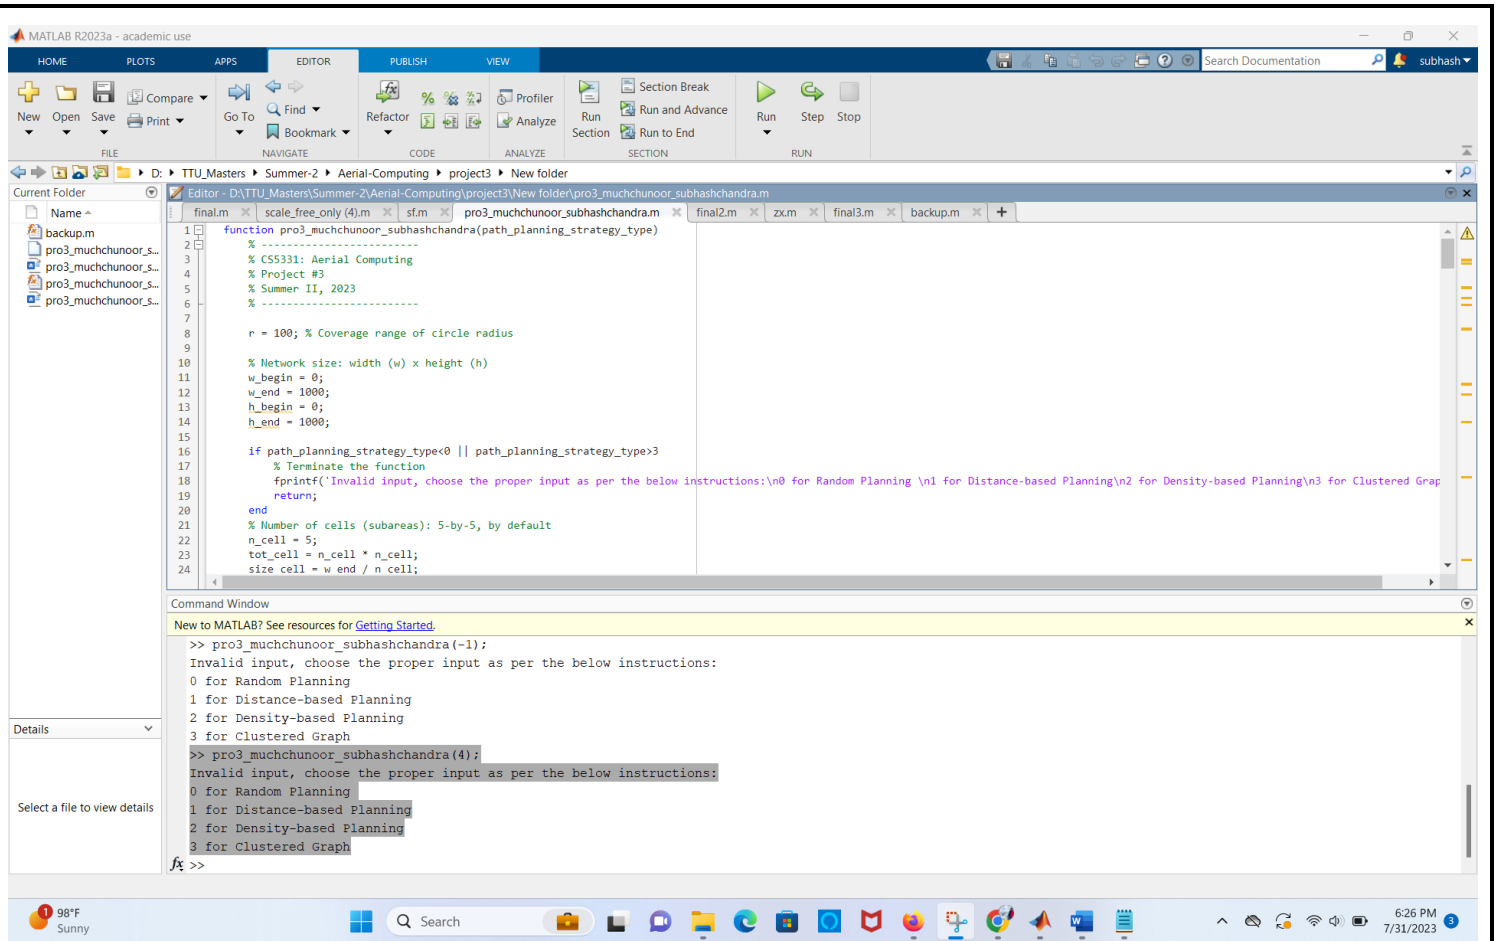 MATLAB R2023a - academic use
HOME PLOTS APPS EDITOR PUBLISH VIEW
Search Documentation
subhash
New Open Save Compare Print
FILE
Go To Find Bookmark
NAVIGATE
Refactor
CODE
Profiler
Analyze
ANALYZE
Run Section
Section Break
Run and Advance
Run to End
SECTION
Run Step Stop
RUN
D: TTU_Masters Summer-2 Aerial-Computing project3 New folder
Current Folder
Name
backup.m
pro3_muchchunoor_s...
pro3_muchchunoor_s...
pro3_muchchunoor_s...
pro3_muchchunoor_s...
Details
Select a file to view details
Editor - D:\TTU_Masters\Summer-2\Aerial-Computing\project3\New folder\pro3_muchchunoor_subhashchandra.m
final.m scale_free_only (4).m sf.m pro3_muchchunoor_subhashchandra.m final2.m zx.m final3.m backup.m
1 function pro3_muchchunoor_subhashchandra(path_planning_strategy_type)
2 % -------------------------
3 % CS5331: Aerial Computing
4 % Project #3
5 % Summer II, 2023
6 % -------------------------
7
8 r = 100; % Coverage range of circle radius
9
10 % Network size: width (w) x height (h)
11 w_begin = 0;
12 w_end = 1000;
13 h_begin = 0;
14 h_end = 1000;
15
16 if path_planning_strategy_type<0 || path_planning_strategy_type>3
17 % Terminate the function
18 fprintf('Invalid input, choose the proper input as per the below instructions:\n0 for Random Planning \n1 for Distance-based Planning\n2 for Density-based Planning\n3 for Clustered Grap
19 return;
20 end
21 % Number of cells (subareas): 5-by-5, by default
22 n_cell = 5;
23 tot_cell = n_cell * n_cell;
24 size_cell = w_end / n_cell;
Command Window
New to MATLAB? See resources for Getting Started.
>> pro3_muchchunoor_subhashchandra(-1);
Invalid input, choose the proper input as per the below instructions:
0 for Random Planning
1 for Distance-based Planning
2 for Density-based Planning
3 for Clustered Graph
>> pro3_muchchunoor_subhashchandra(4);
Invalid input, choose the proper input as per the below instructions:
0 for Random Planning
1 for Distance-based Planning
2 for Density-based Planning
3 for Clustered Graph
fx >>
1 98°F
Sunny
Search
6:26 PM
7/31/2023
3